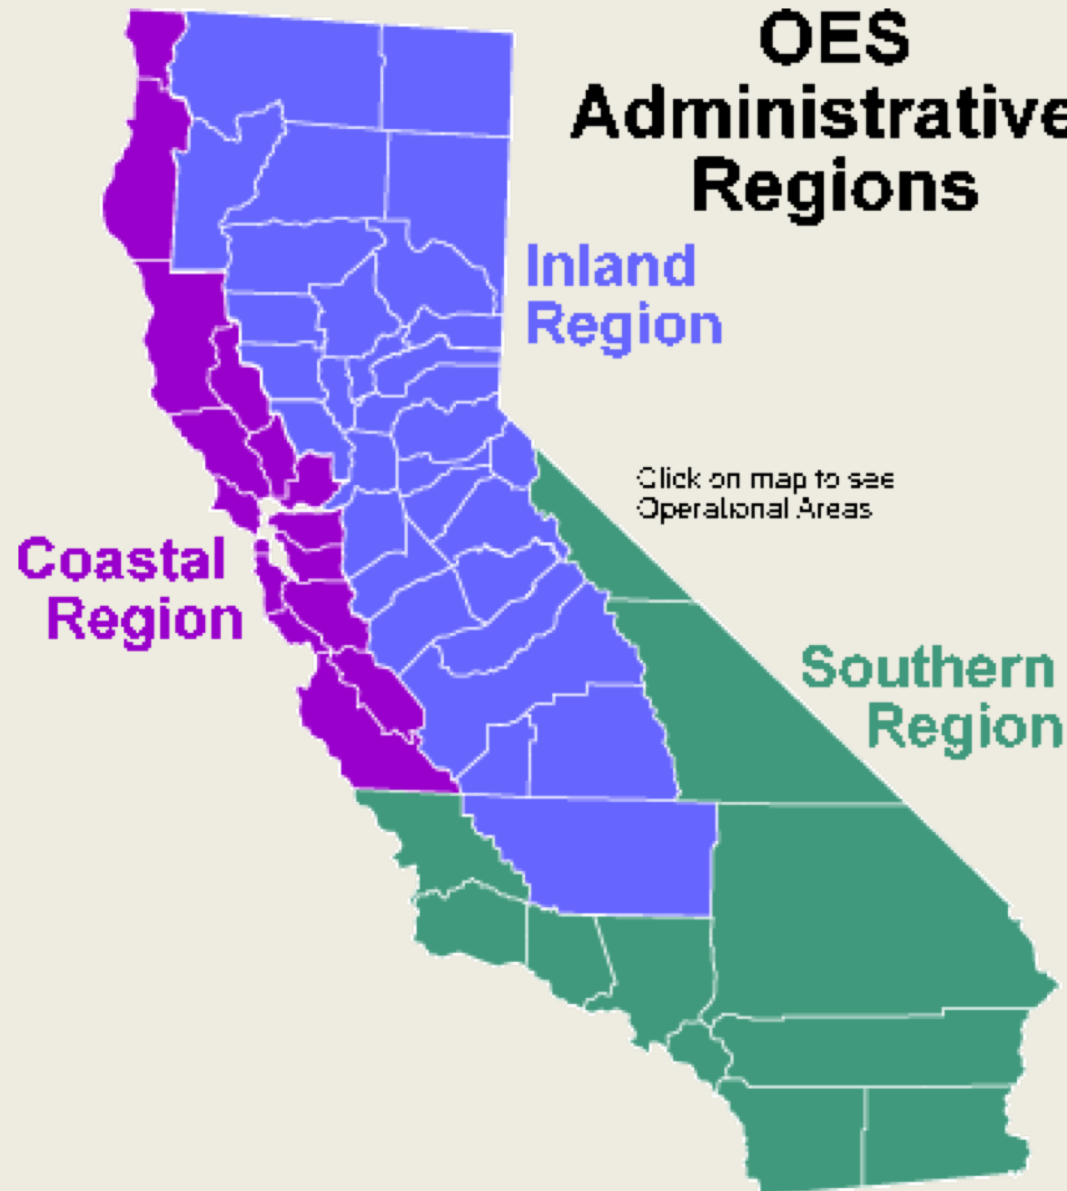 OES
Administrative
Regions
Inland
Region
Click on map to see
Operational Areas
Coastal
Region
Southern
Region